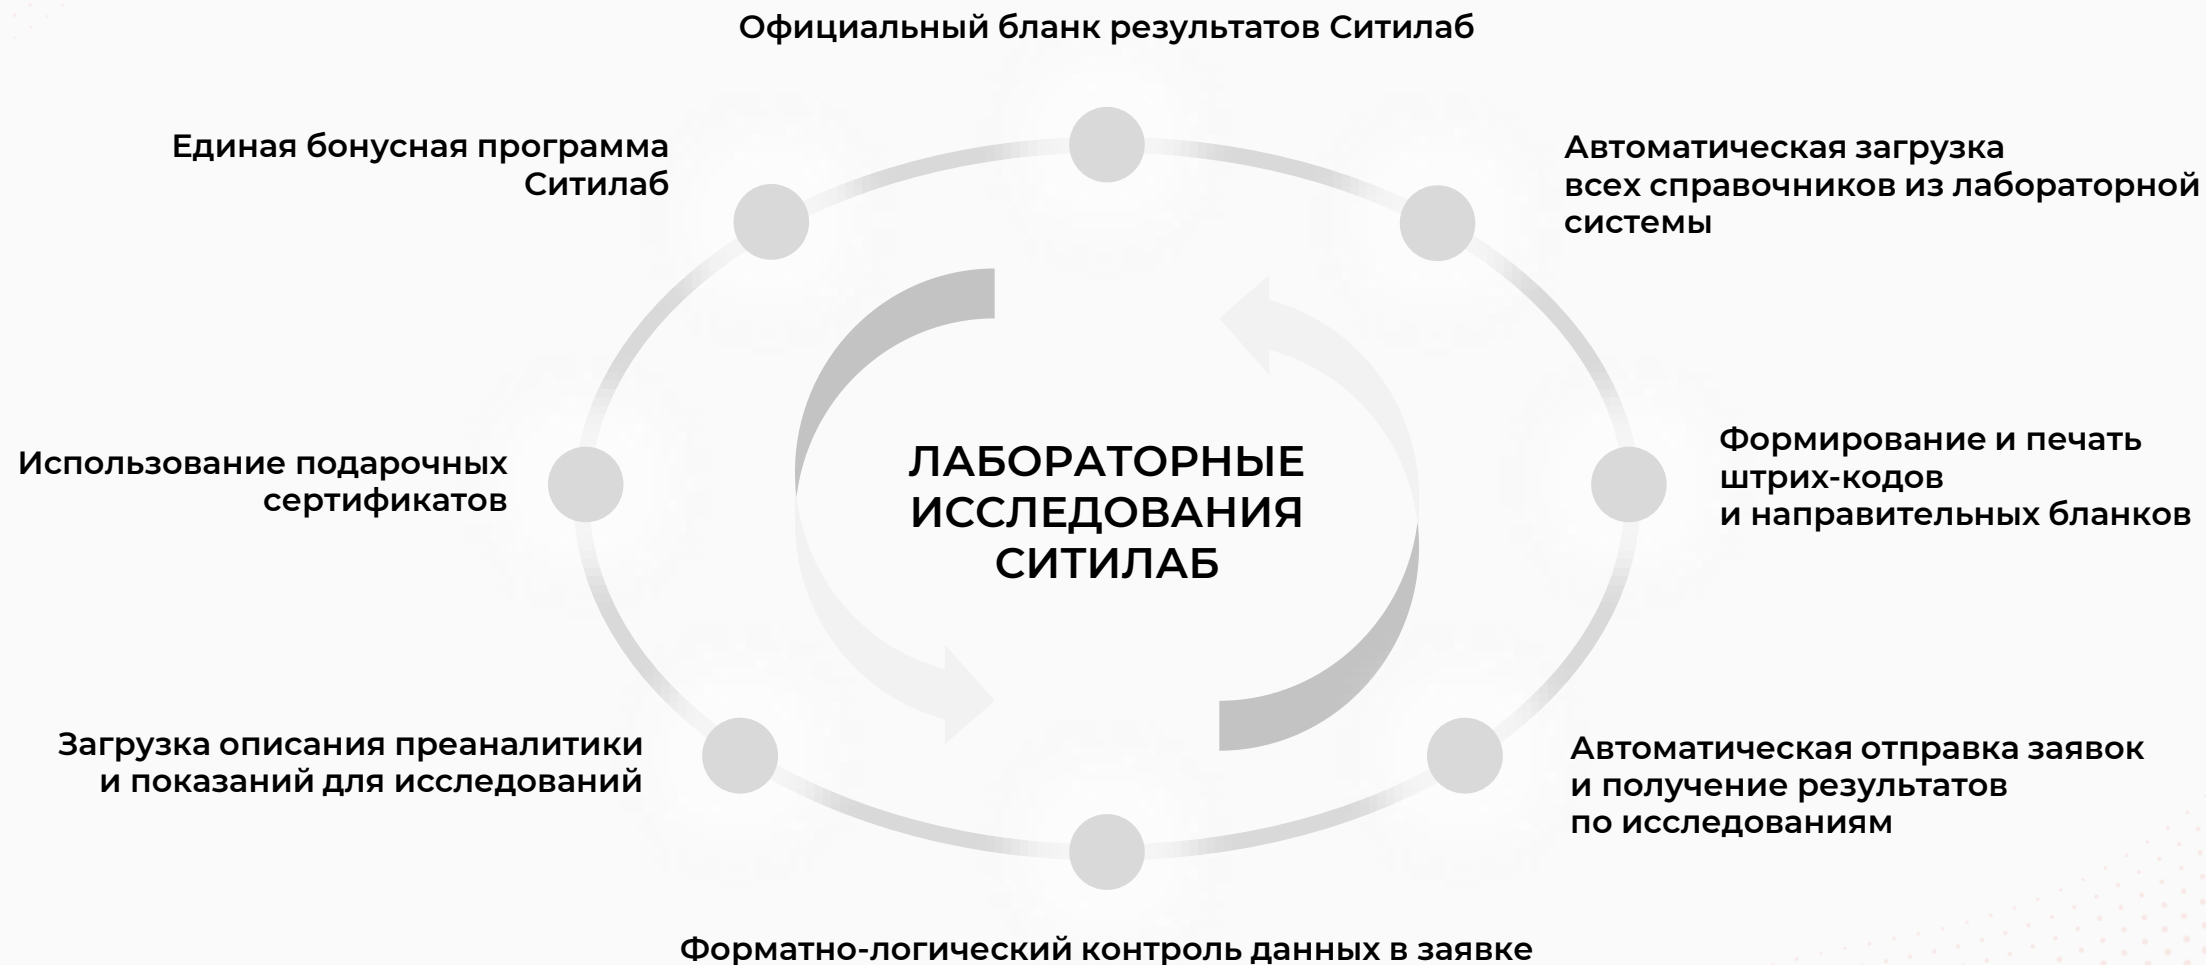 Официальный бланк результатов Ситилаб
Единая бонусная программа
Ситилаб
Автоматическая загрузка
всех справочников из лабораторной
системы
Использование подарочных
сертификатов
ЛАБОРАТОРНЫЕ
ИССЛЕДОВАНИЯ
СИТИЛАБ
Формирование и печать
штрих-кодов
и направительных бланков
Загрузка описания преаналитики
и показаний для исследований
Автоматическая отправка заявок
и получение результатов
по исследованиям
Форматно-логический контроль данных в заявке